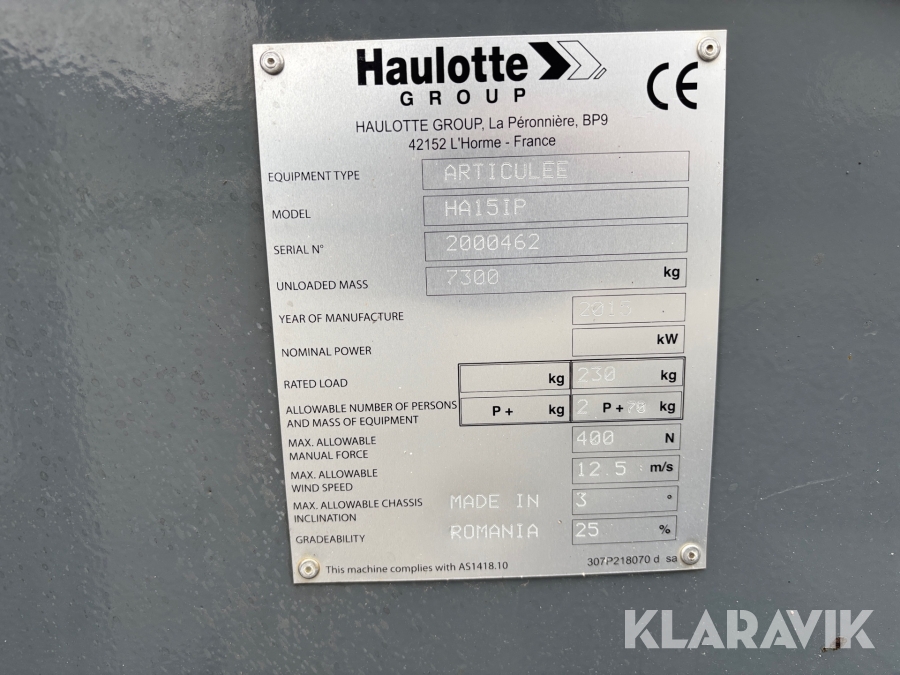 Haulotte
GROUP
CE
HAULOTTE GROUP, La Péronnière, BP9
42152 L'Horme - France
EQUIPMENT TYPE ARTICULEE
MODEL HA15IP
SERIAL N° 2000462
UNLOADED MASS 7300 kg
YEAR OF MANUFACTURE
NOMINAL POWER kW
RATED LOAD kg 230 kg
ALLOWABLE NUMBER OF PERSONS
AND MASS OF EQUIPMENT P + kg 2 P + 70 kg
MAX. ALLOWABLE
MANUAL FORCE 400 N
MAX. ALLOWABLE
WIND SPEED 12.5 m/s
MAX. ALLOWABLE CHASSIS
INCLINATION MADE IN 3 °
GRADEABILITY ROMANIA 25 %
This machine complies with AS1418.10 307P218070 d sa
KLARAVIK